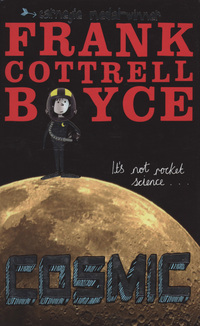 FRANK
COTTRELL
BOYCE
It's not rocket
science...
COSMIC